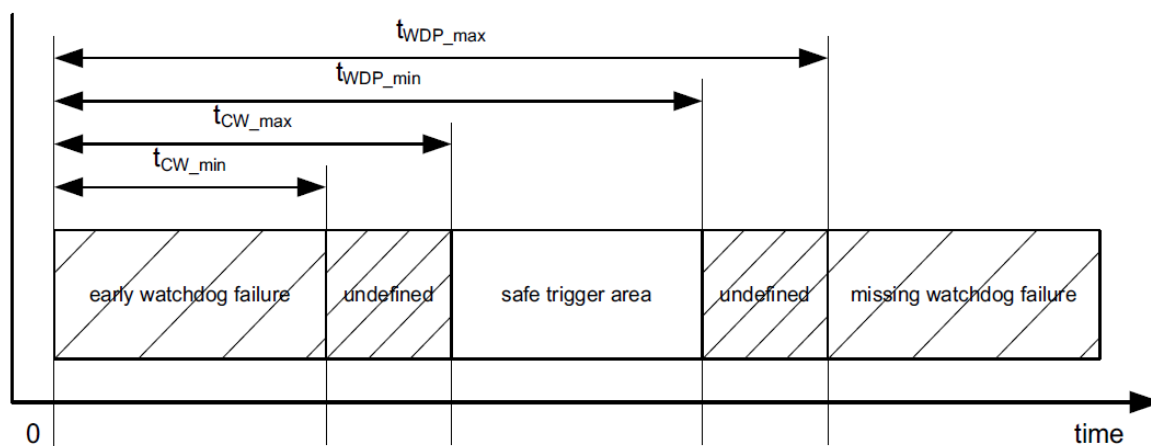 tWDP_max
tWDP_min
tCW_max
tCW_min
early watchdog failure
undefined
safe trigger area
undefined
missing watchdog failure
0
time